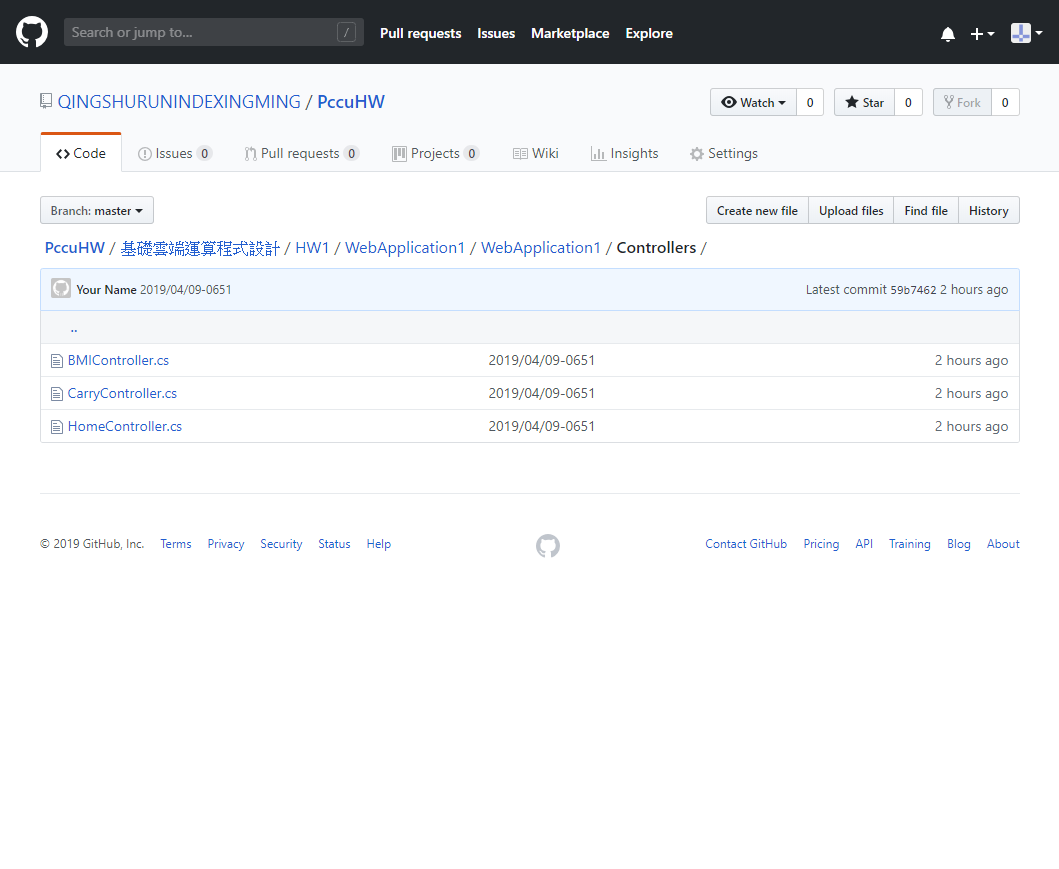 Search or jump to... /
Pull requests Issues Marketplace Explore
QINGSHURUNINDEXINGMING / PccuHW
Watch 0 Star 0 Fork 0
Code Issues 0 Pull requests 0 Projects 0 Wiki Insights Settings
Branch: master Create new file Upload files Find file History
PccuHW / 基礎雲端運算程式設計 / HW1 / WebApplication1 / WebApplication1 / Controllers /
Your Name 2019/04/09-0651 Latest commit 59b7462 2 hours ago
..
BMIController.cs 2019/04/09-0651 2 hours ago
CarryController.cs 2019/04/09-0651 2 hours ago
HomeController.cs 2019/04/09-0651 2 hours ago
© 2019 GitHub, Inc. Terms Privacy Security Status Help Contact GitHub Pricing API Training Blog About